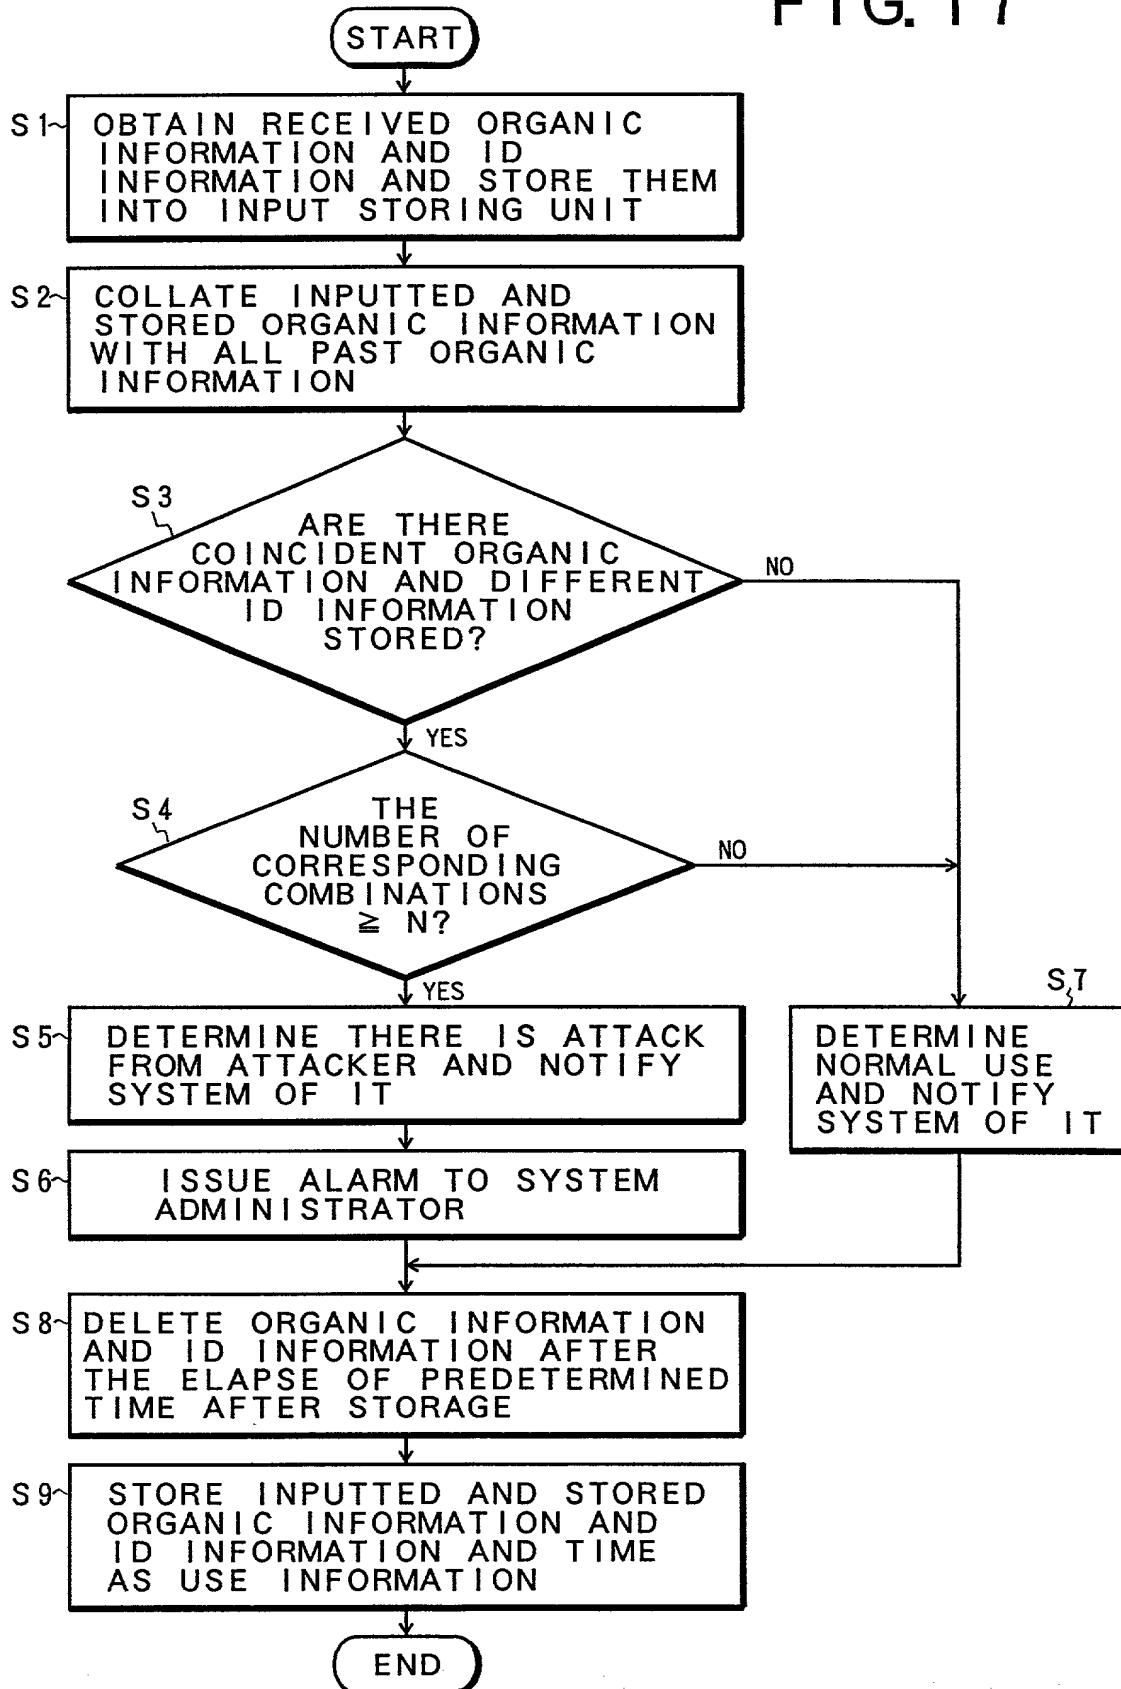 FIG. 17
START
S1
OBTAIN RECEIVED ORGANIC
INFORMATION AND ID
INFORMATION AND STORE THEM
INTO INPUT STORING UNIT
S2
COLLATE INPUTTED AND
STORED ORGANIC INFORMATION
WITH ALL PAST ORGANIC
INFORMATION
S3
ARE THERE
COINCIDENT ORGANIC
INFORMATION AND DIFFERENT
ID INFORMATION
STORED?
NO
YES
S4
THE
NUMBER OF
CORRESPONDING
COMBINATIONS
≧ N?
NO
YES
S5
DETERMINE THERE IS ATTACK
FROM ATTACKER AND NOTIFY
SYSTEM OF IT
S7
DETERMINE
NORMAL USE
AND NOTIFY
SYSTEM OF IT
S6
ISSUE ALARM TO SYSTEM
ADMINISTRATOR
S8
DELETE ORGANIC INFORMATION
AND ID INFORMATION AFTER
THE ELAPSE OF PREDETERMINED
TIME AFTER STORAGE
S9
STORE INPUTTED AND STORED
ORGANIC INFORMATION AND
ID INFORMATION AND TIME
AS USE INFORMATION
END